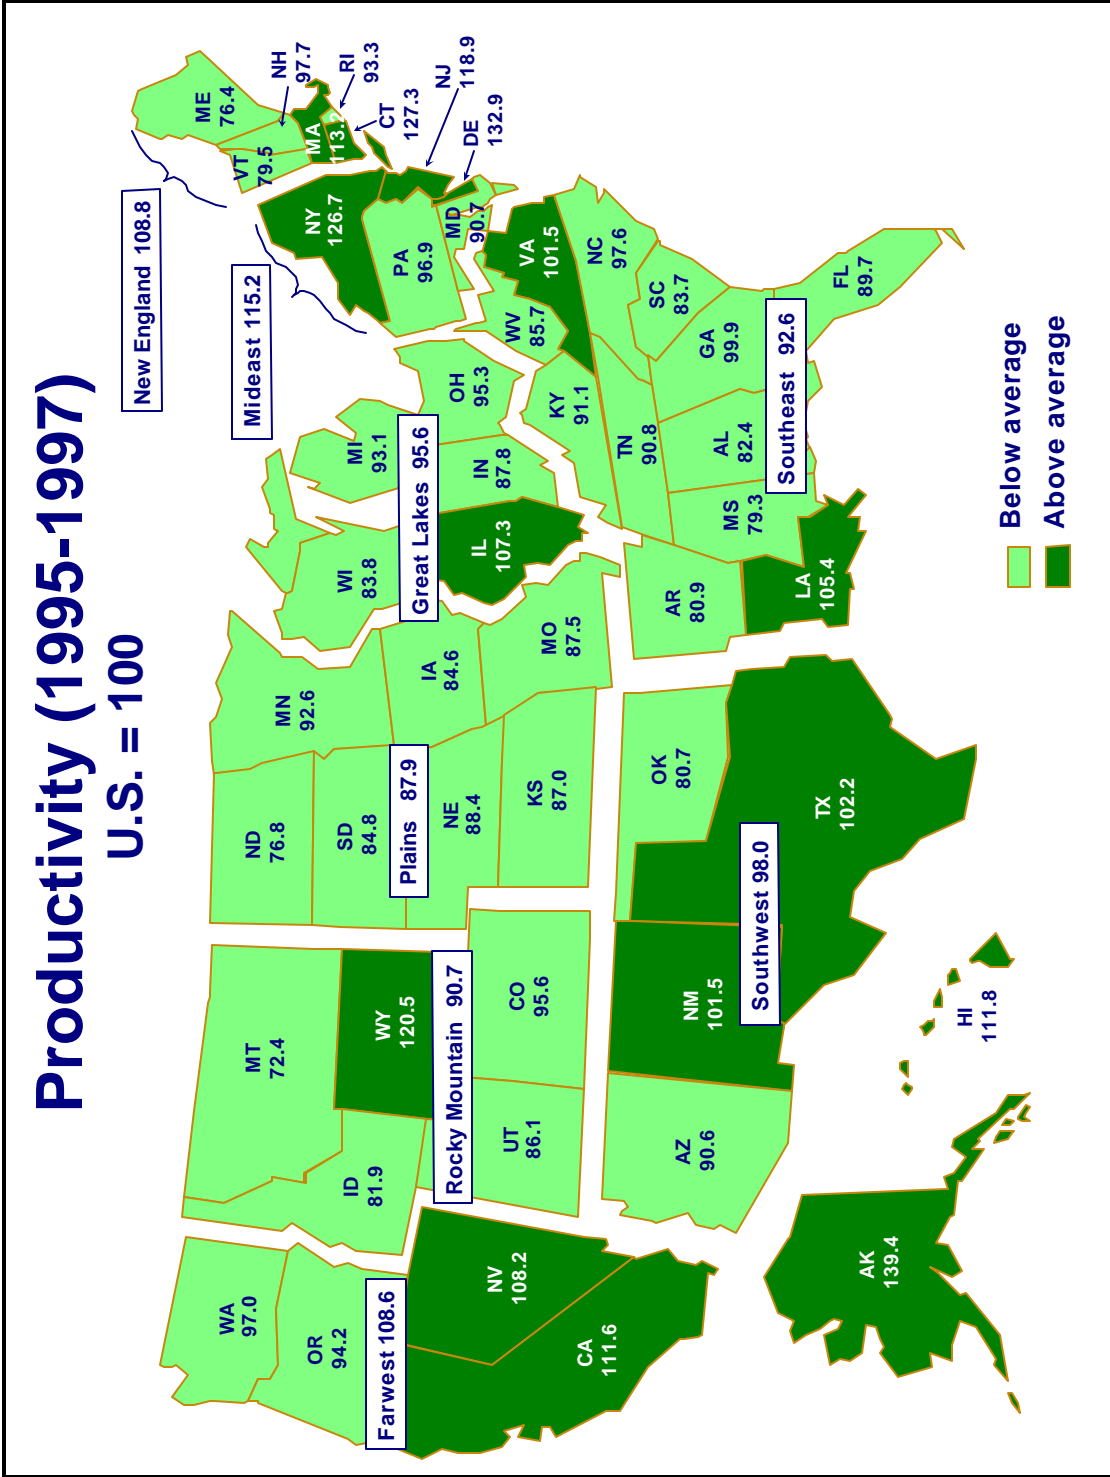 Productivity (1995-1997)
U.S. = 100
New England 108.8
Mideast 115.2
Great Lakes 95.6
Plains 87.9
Rocky Mountain 90.7
Farwest 108.6
Southwest 98.0
Southeast 92.6
WA
97.0
OR
94.2
CA
111.6
NV
108.2
ID
81.9
MT
72.4
WY
120.5
UT
86.1
CO
95.6
AZ
90.6
NM
101.5
TX
102.2
OK
80.7
ND
76.8
SD
84.8
NE
88.4
KS
87.0
MN
92.6
IA
84.6
MO
87.5
WI
83.8
IL
107.3
MI
93.1
IN
87.8
OH
95.3
AR
80.9
LA
105.4
MS
79.3
AL
82.4
GA
99.9
FL
89.7
SC
83.7
NC
97.6
TN
90.8
KY
91.1
WV
85.7
VA
101.5
MD
90.7
DE
132.9
PA
96.9
NJ
118.9
NY
126.7
CT
127.3
RI
93.3
MA
113.2
VT
79.5
NH
97.7
ME
76.4
AK
139.4
HI
111.8
Below average
Above average